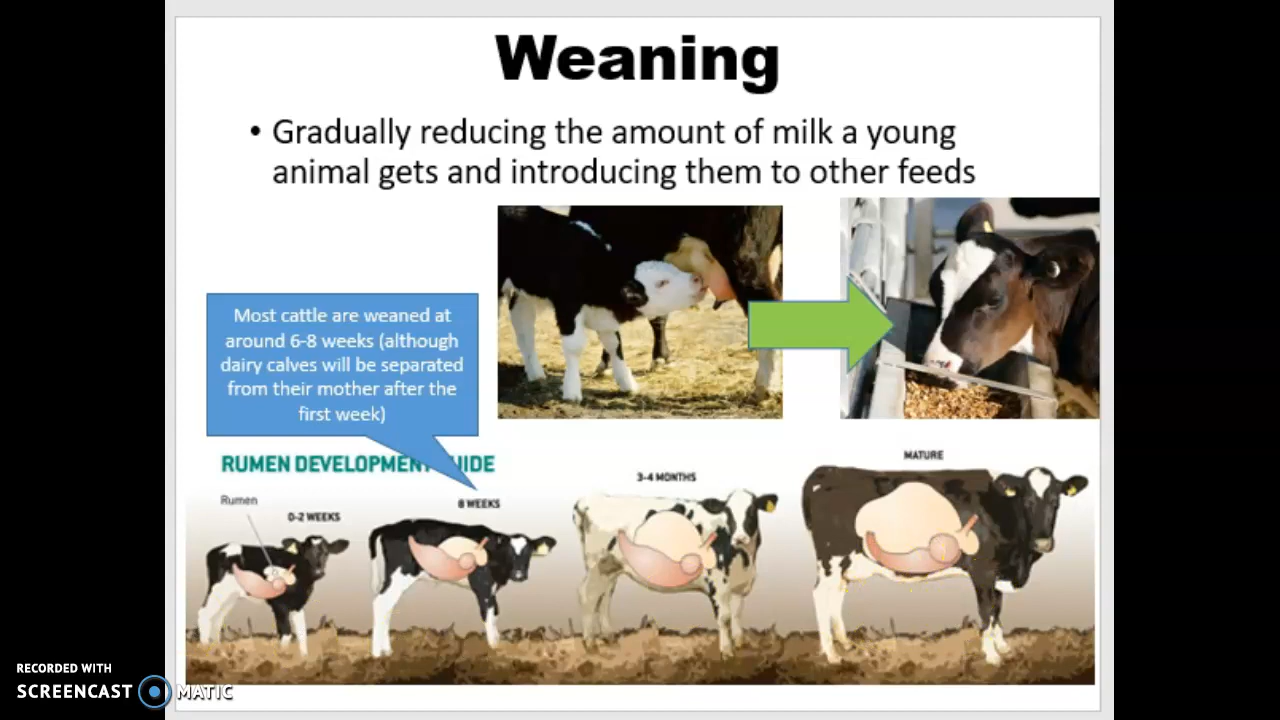 Weaning
• Gradually reducing the amount of milk a young
animal gets and introducing them to other feeds
Most cattle are weaned at
around 6-8 weeks (although
dairy calves will be separated
from their mother after the
first week)
RUMEN DEVELOPMENT
Rumen
0-2 WEEKS
8 WEEKS
3-4 MONTHS
MATURE
RECORDED WITH
SCREENCAST MATIC